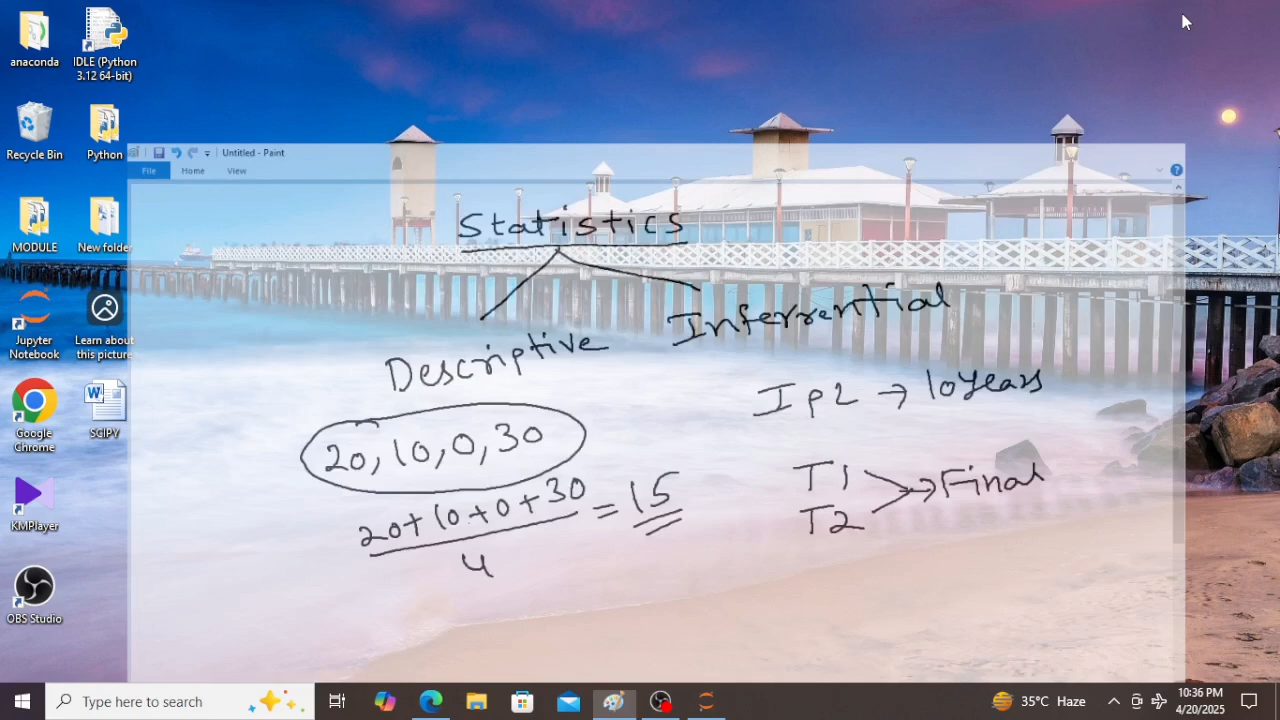 anaconda
IDLE (Python
3.12 64-bit)
Recycle Bin
Python
MODULE
New folder
Jupyter
Notebook
Learn about
this picture
Google
Chrome
SCIPY
KMPlayer
OBS Studio
Untitled - Paint
File Home View
Statistics
Descriptive Inferrential
20, 10, 0, 30
20+10+0+30
4
= 15
Ipl → 10 years
T1
T2
→ Final
Type here to search
35°C Haze
10:36 PM
4/20/2025